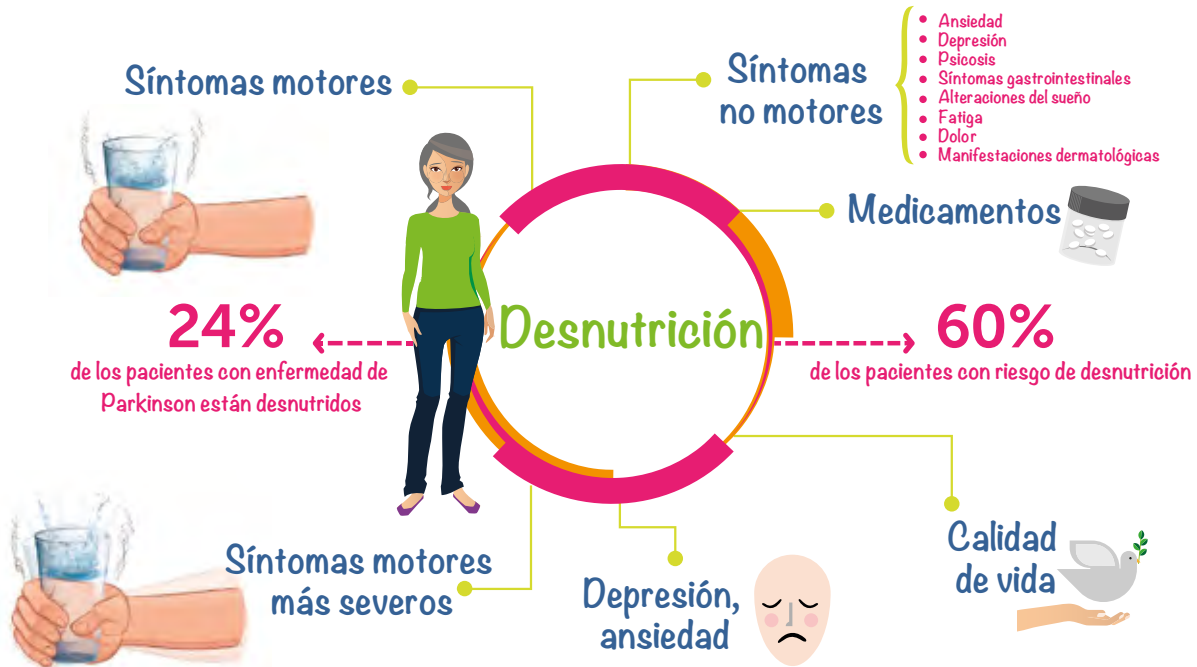 Síntomas motores
Síntomas
no motores
Ansiedad
Depresión
Psicosis
Síntomas gastrointestinales
Alteraciones del sueño
Fatiga
Dolor
Manifestaciones dermatológicas
Medicamentos
24%
de los pacientes con enfermedad de
Parkinson están desnutridos
Desnutrición
60%
de los pacientes con riesgo de desnutrición
Síntomas motores
más severos
Depresión,
ansiedad
Calidad
de vida